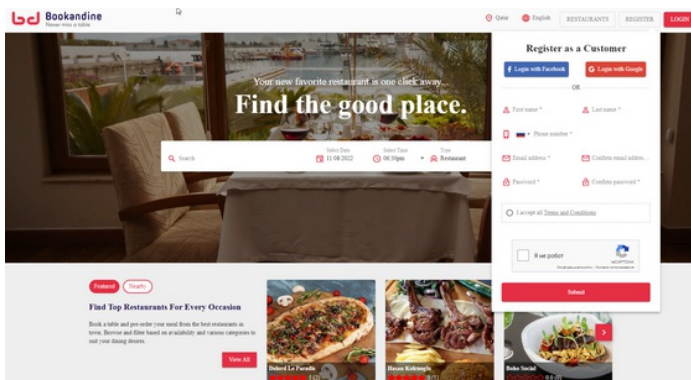 Bookandine
Never miss a table
Qatar
English
RESTAURANTS
REGISTER
LOGIN
Your new favorite restaurant is one click away
Find the good place.
Search
Select Date
11/08/2022
Select Time
06:30pm
Type
Restaurant
Register as a Customer
Login with Facebook
Login with Google
OR
First name *
Last name *
Phone number *
Email address *
Confirm email addres...
Password *
Confirm password *
I accept all Terms and Conditions
Я не робот
reCAPTCHA
Submit
Featured
Nearby
Find Top Restaurants For Every Occasion
Book a table and pre-order your meal from the best restaurants in
town. Browse and filter based on availability and various categories to
suit your dining desires.
View All
Delord Le Paradis
Hasan Kolcuoglu
Boho Social